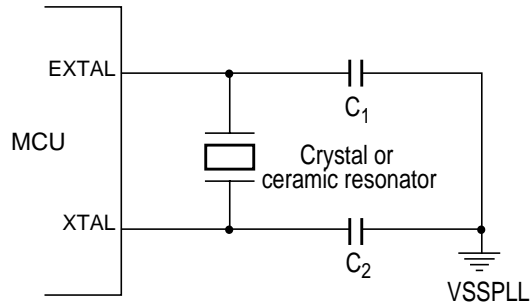 EXTAL
C1
MCU
Crystal or
ceramic resonator
XTAL
C2
VSSPLL